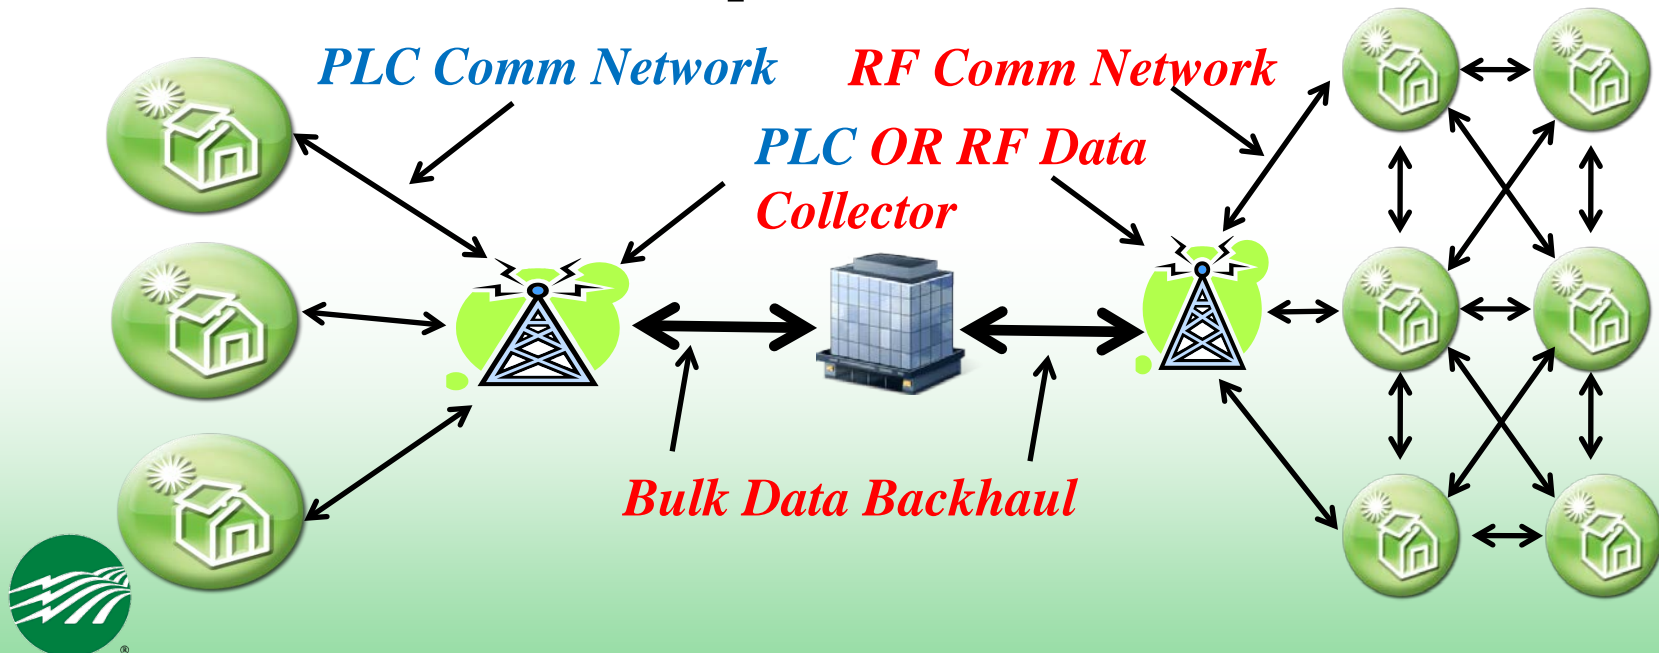 PLC Comm Network
RF Comm Network
PLC OR RF Data
Collector
Bulk Data Backhaul
®